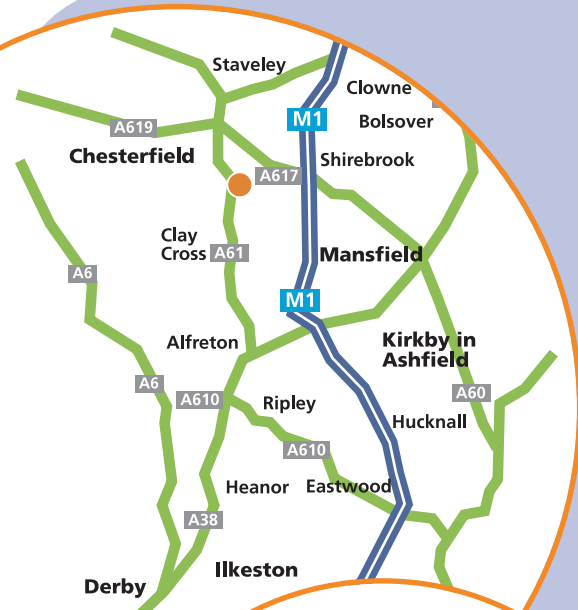 Staveley
Clowne
M1
Bolsover
A619
Chesterfield
Shirebrook
A617
Clay
Cross
A61
Mansfield
A6
M1
Alfreton
Kirkby in
Ashfield
A6
A610
Ripley
A60
Hucknall
A610
Heanor
Eastwood
A38
Ilkeston
Derby